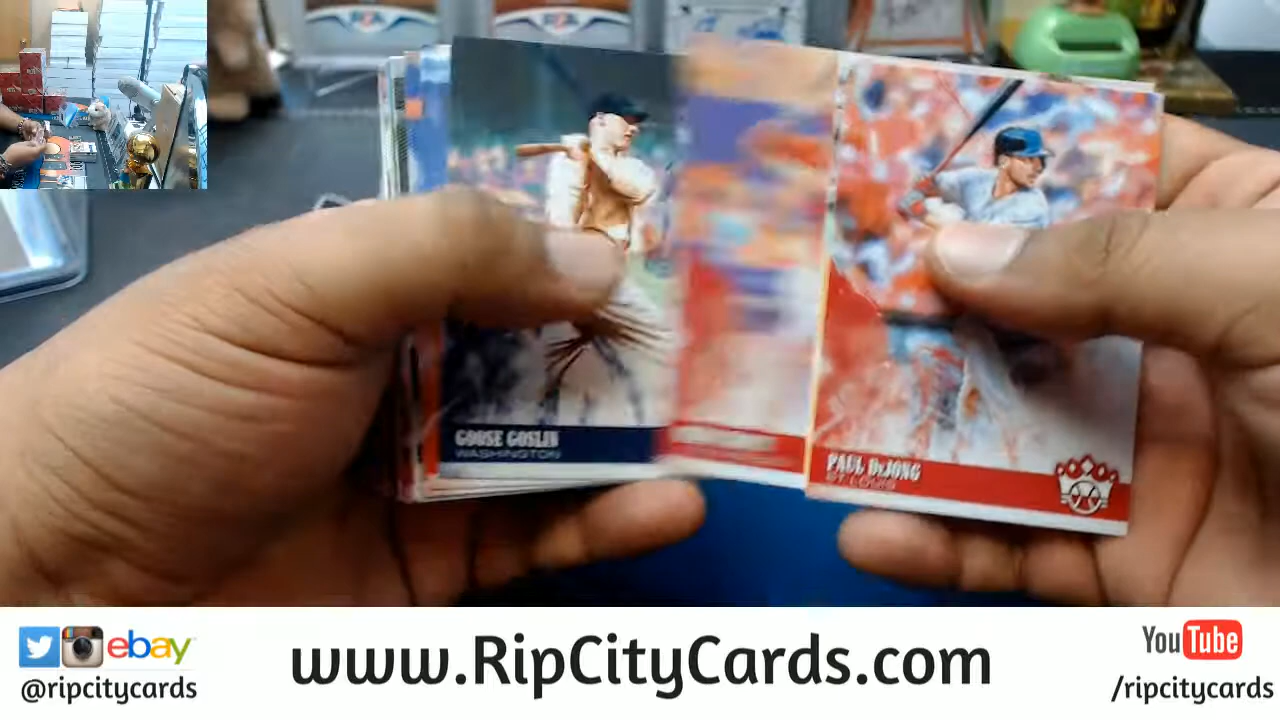 GOOSE GOSLIN
WASHINGTON
PAUL DeJONG
ST. LOUIS
ebay
@ripcitycards
www.RipCityCards.com
YouTube
/ripcitycards